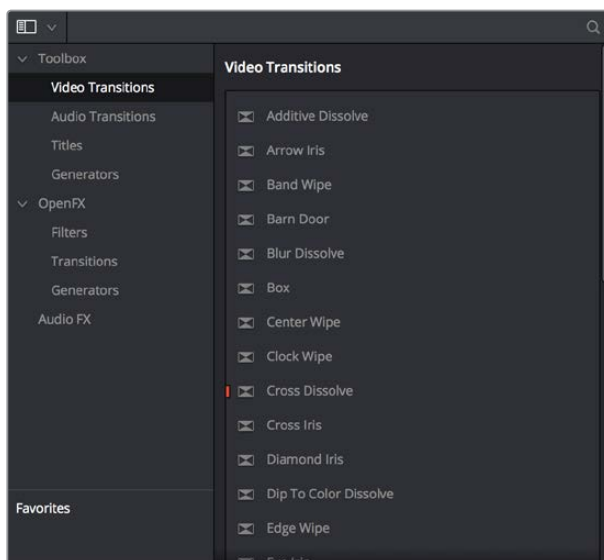 Toolbox
Video Transitions
Audio Transitions
Titles
Generators
OpenFX
Filters
Transitions
Generators
Audio FX
Favorites
Video Transitions
Additive Dissolve
Arrow Iris
Band Wipe
Barn Door
Blur Dissolve
Box
Center Wipe
Clock Wipe
Cross Dissolve
Cross Iris
Diamond Iris
Dip To Color Dissolve
Edge Wipe